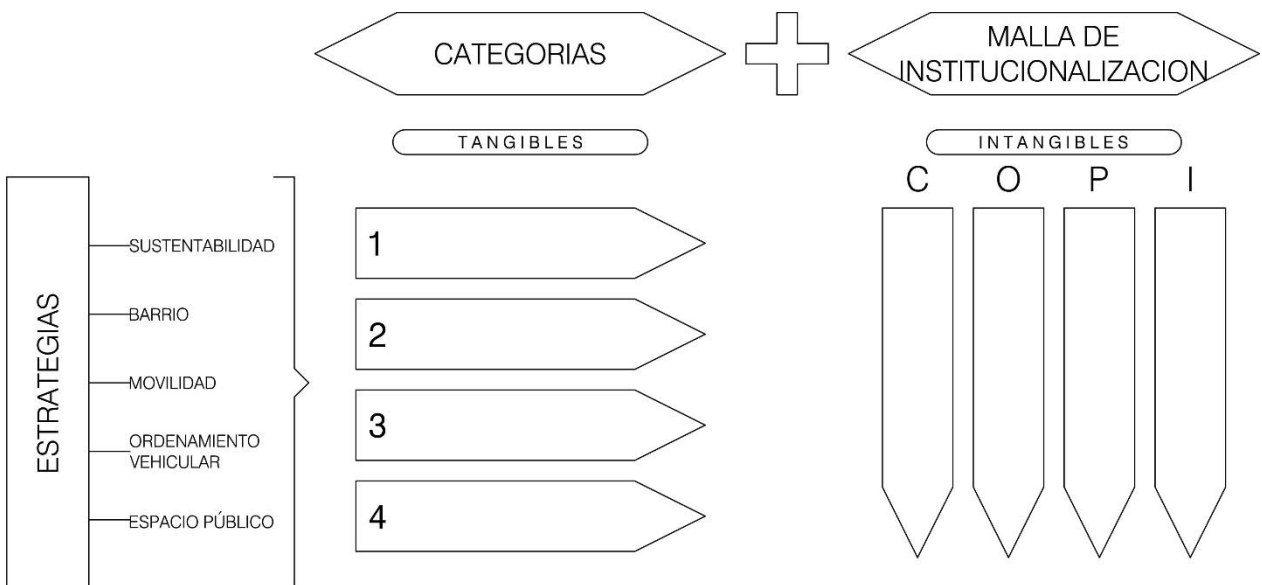 CATEGORIAS
MALLA DE
INSTITUCIONALIZACION
TANGIBLES
INTANGIBLES
C O P I
ESTRATEGIAS
SUSTENTABILIDAD
BARRIO
MOVILIDAD
ORDENAMIENTO
VEHICULAR
ESPACIO PÚBLICO
1
2
3
4